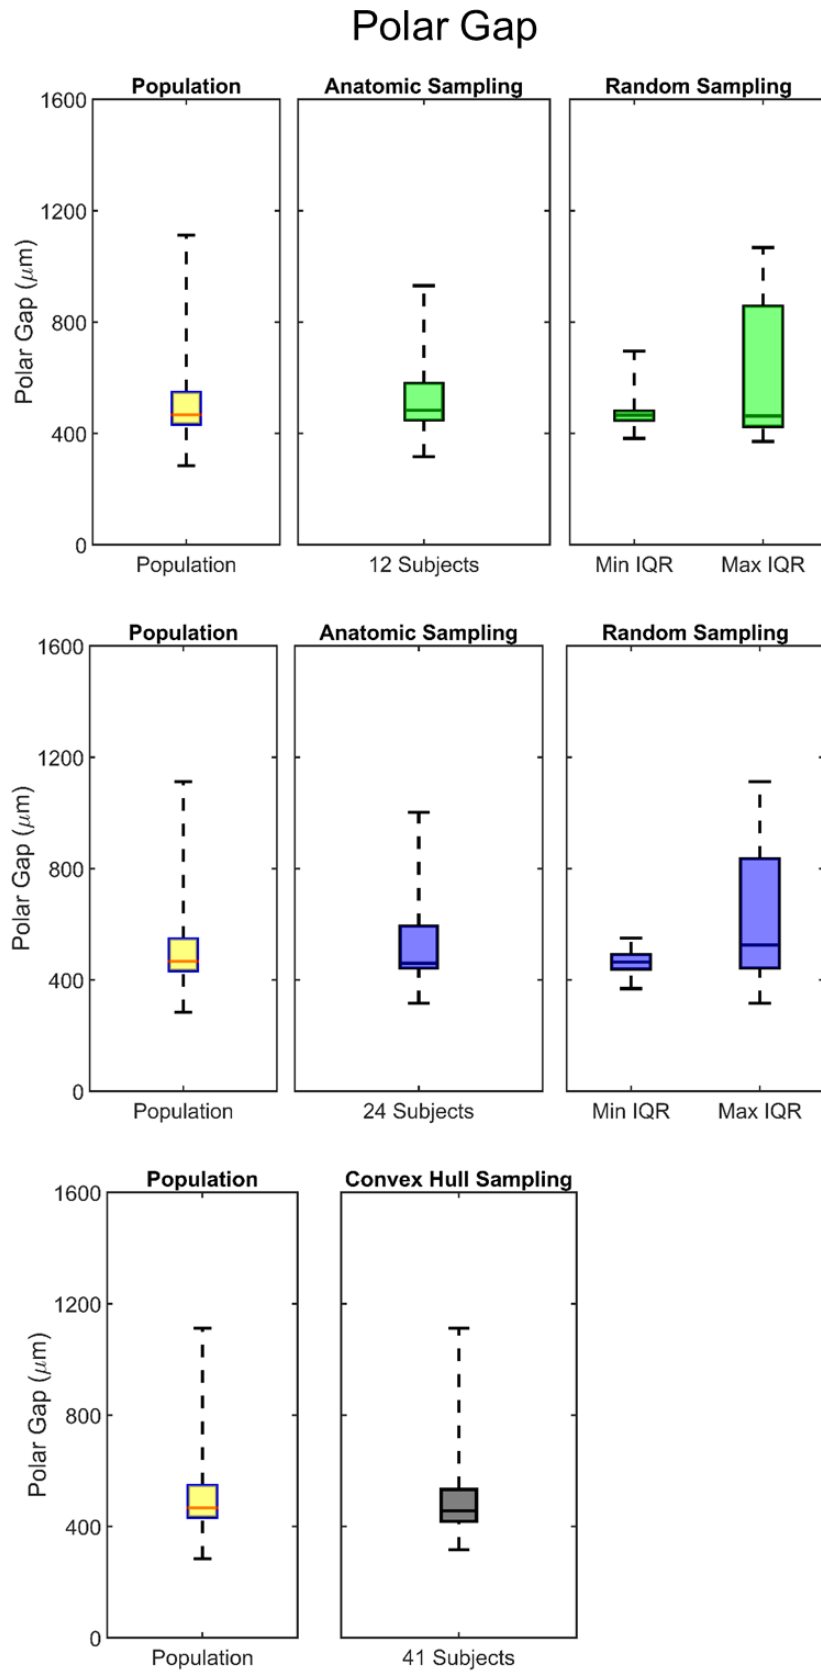 Polar Gap
Population Anatomic Sampling Random Sampling
1600
1200
800
400
0
Polar Gap (μm)
Population 12 Subjects Min IQR Max IQR
Population Anatomic Sampling Random Sampling
1600
1200
800
400
0
Polar Gap (μm)
Population 24 Subjects Min IQR Max IQR
Population Convex Hull Sampling
1600
1200
800
400
0
Polar Gap (μm)
Population 41 Subjects